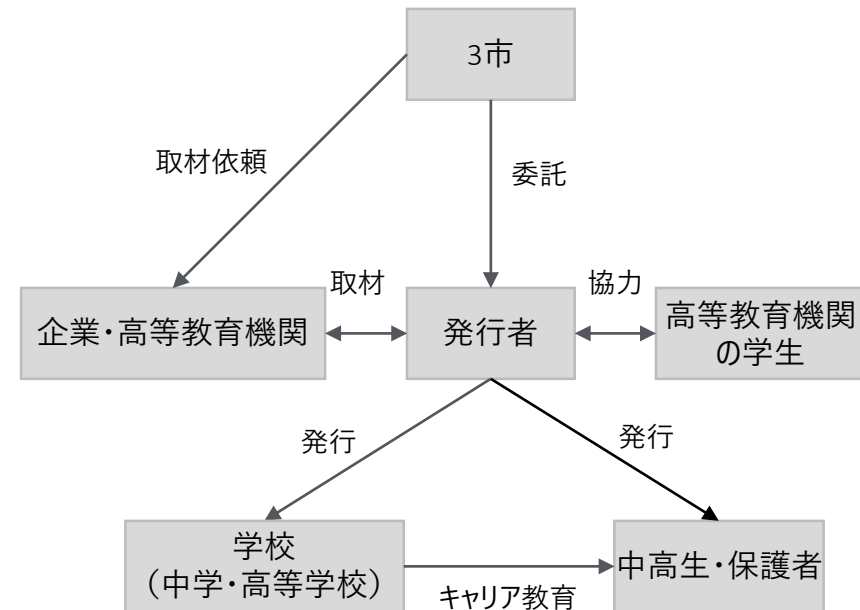 3市
取材依頼
委託
取材
協力
企業・高等教育機関
発行者
高等教育機関
の学生
発行
発行
学校
（中学・高等学校）
中高生・保護者
キャリア教育